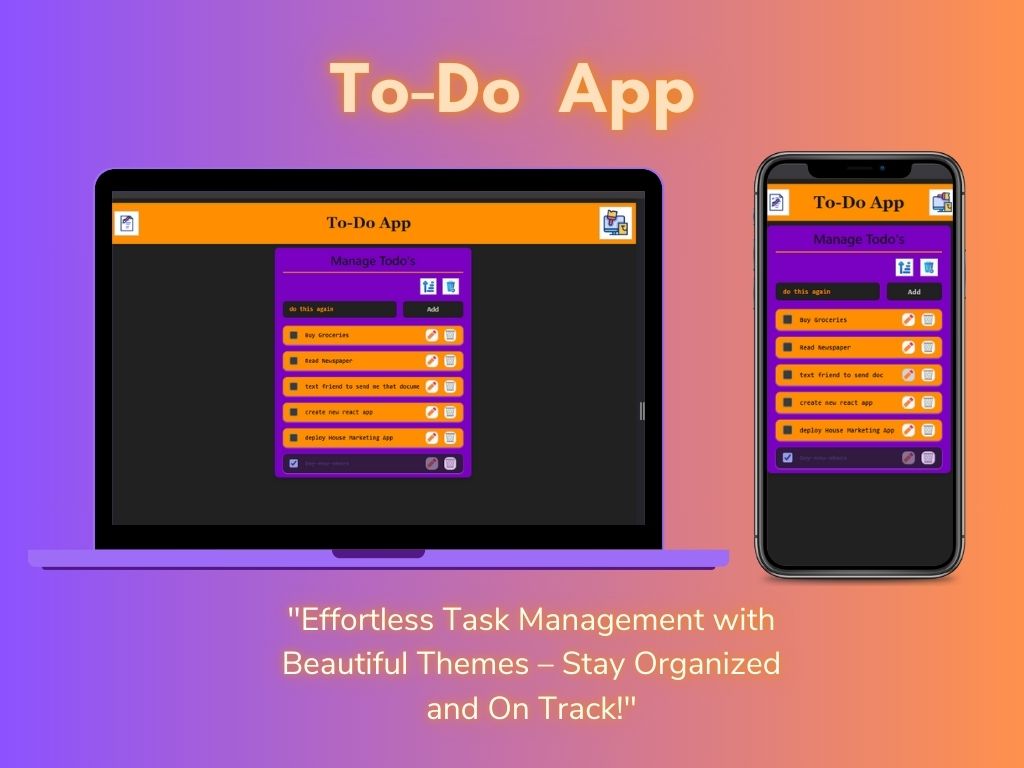 To-Do App
To-Do App
Manage Todo's
do this again
Add
Buy Groceries
Read Newspaper
text friend to send me that docume
create new react app
deploy House Marketing App
To-Do App
Manage Todo's
do this again
Add
Buy Groceries
Read Newspaper
text friend to send doc
create new react app
deploy House Marketing App
"Effortless Task Management with
Beautiful Themes – Stay Organized
and On Track!"